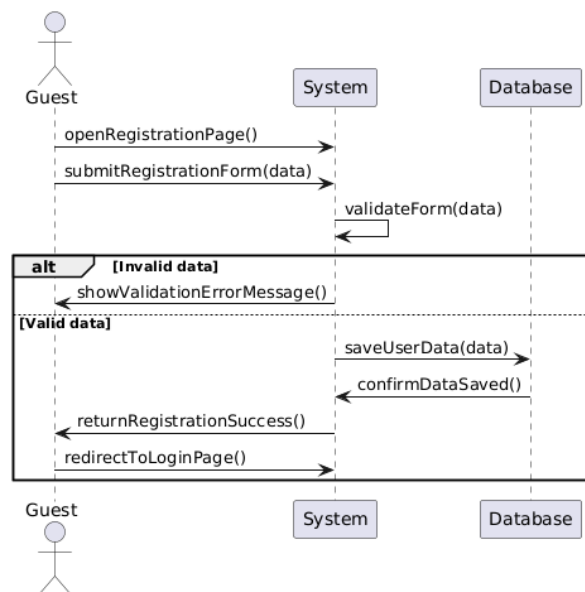 Guest
System
Database
openRegistrationPage()
submitRegistrationForm(data)
validateForm(data)
alt
[Invalid data]
showValidationErrorMessage()
[Valid data]
saveUserData(data)
confirmDataSaved()
returnRegistrationSuccess()
redirectToLoginPage()
Guest
System
Database